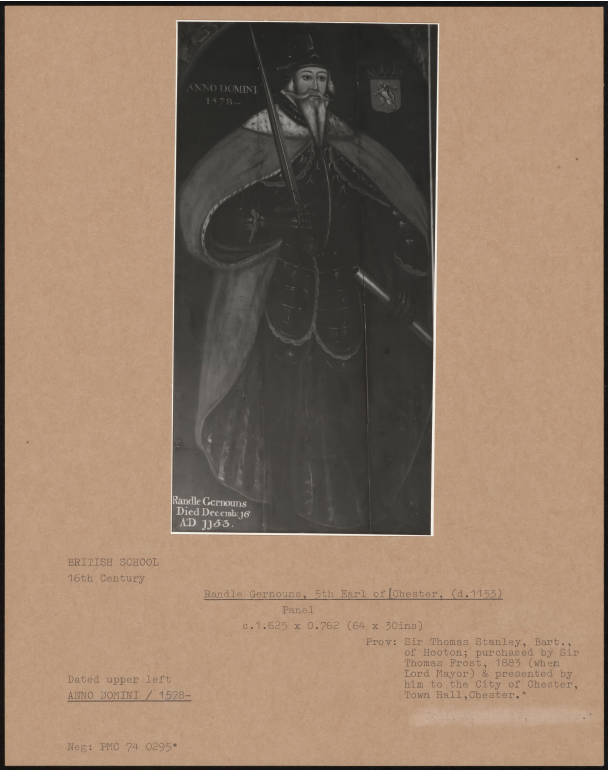 ANNO DOMINI
1578-
Randle Gernouns
Died Decemb: 16
AD 1153.
BRITISH SCHOOL
16th Century
Randle Gernouns, 5th Earl of Chester, (d.1153)
Panel
c.1.625 x 0.762 (64 x 30ins)
Prov: Sir Thomas Stanley, Bart.,
of Hooton; purchased by Sir
Thomas Frost, 1883 (when
Lord Mayor) & presented by
him to the City of Chester,
Town Hall,Chester.*
Dated upper left
ANNO DOMINI / 1578-
Neg: PMC 74 0295*